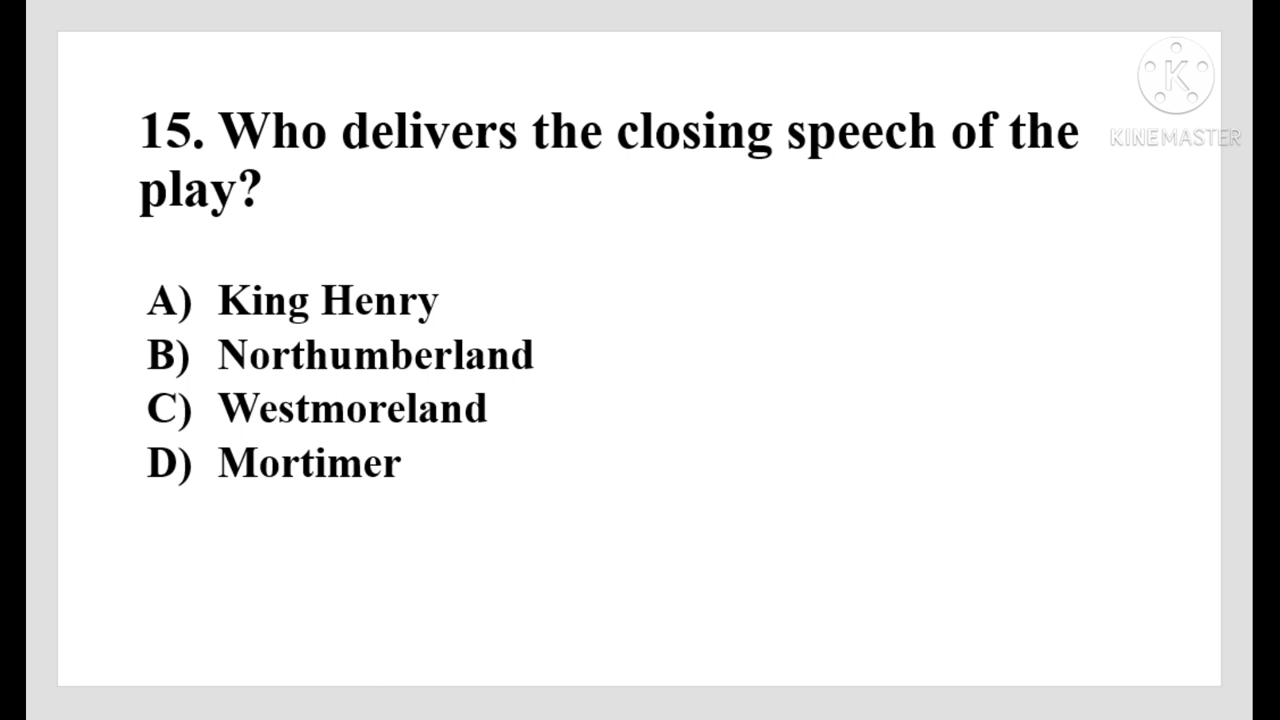 15. Who delivers the closing speech of the
play?
A) King Henry
B) Northumberland
C) Westmoreland
D) Mortimer
K
KINEMASTER